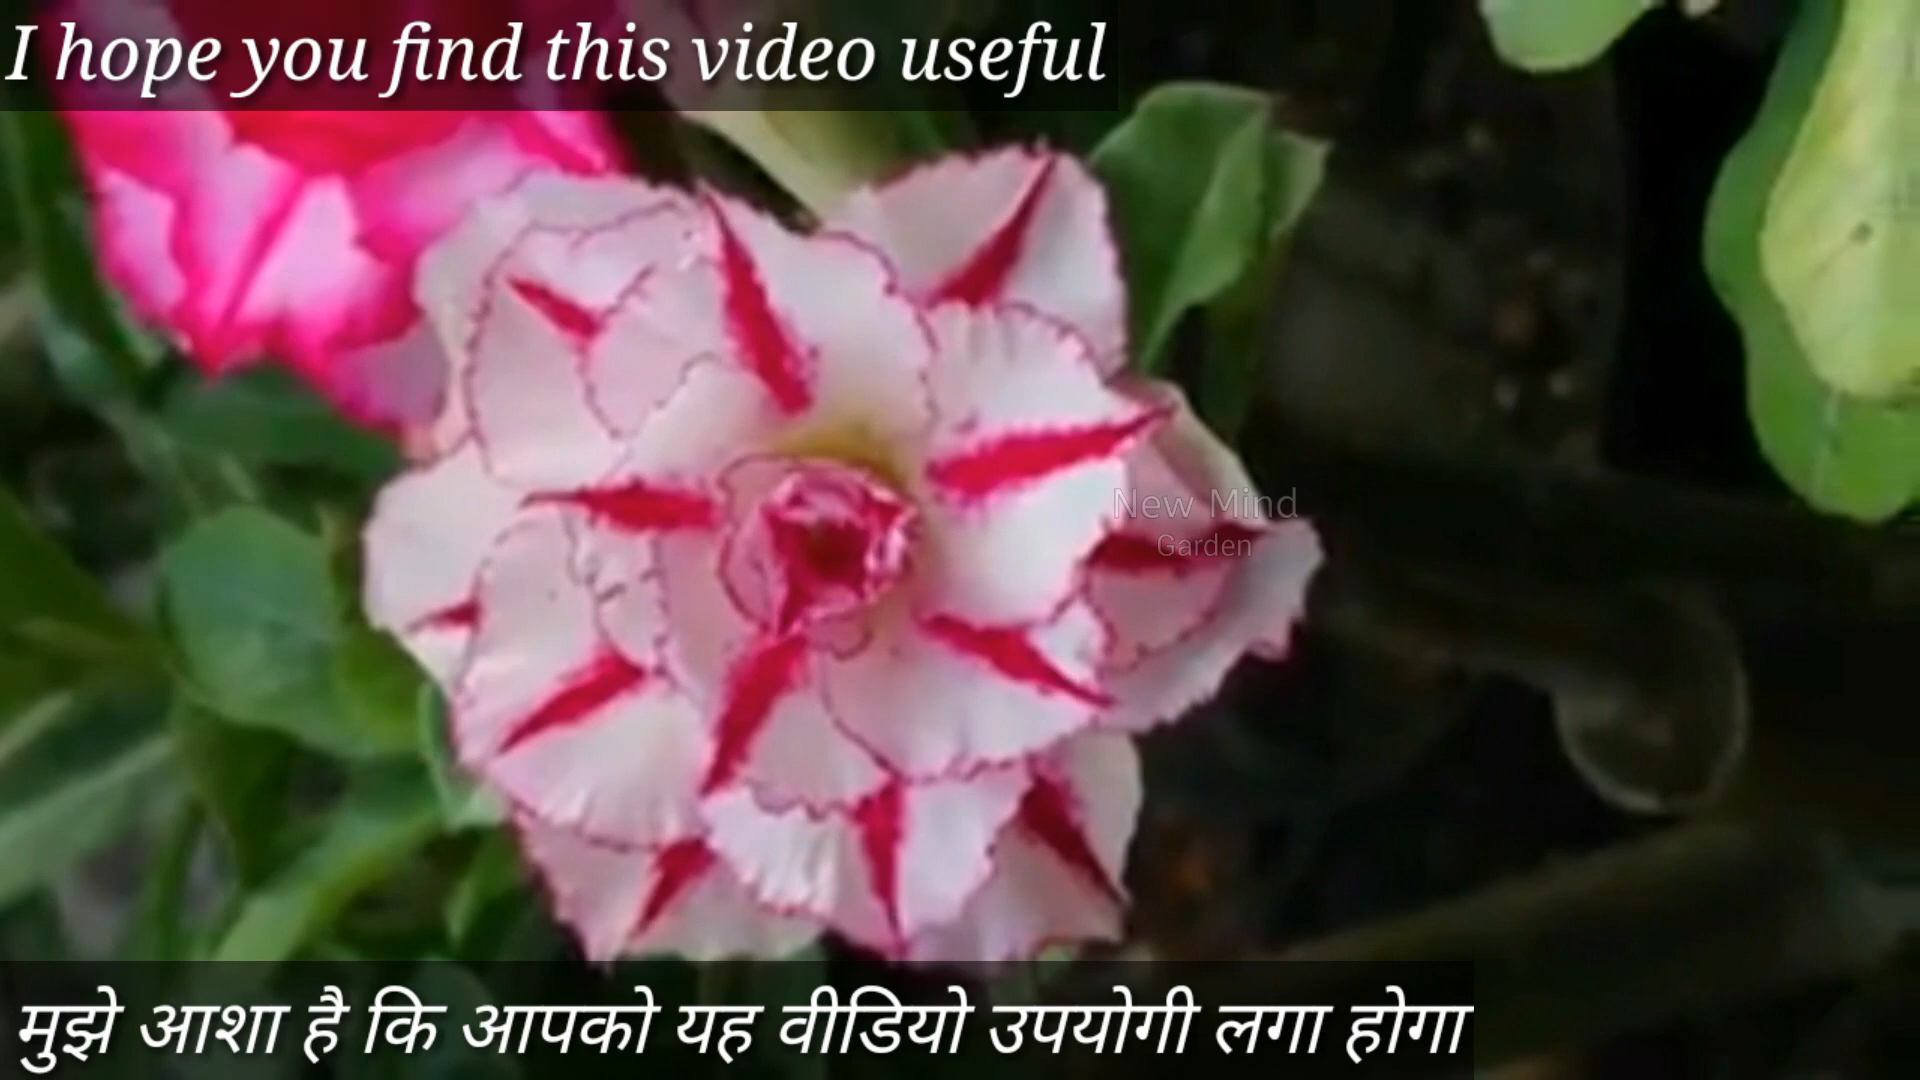 I hope you find this video useful
New Mind
Garden
मुझे आशा है कि आपको यह वीडियो उपयोगी लगा होगा